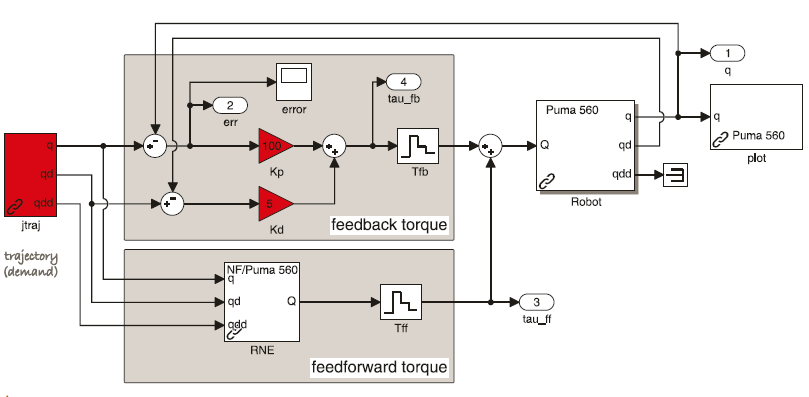 1
q
4
tau_fb
2
err
error
q
qd
qdd
jtraj
trajectory
(demand)
100
Kp
5
Kd
Tfb
feedback torque
Puma 560
Q
q
qd
qdd
Robot
q
Puma 560
plot
NF/Puma 560
q
qd
qdd
Q
RNE
Tff
3
tau_ff
feedforward torque